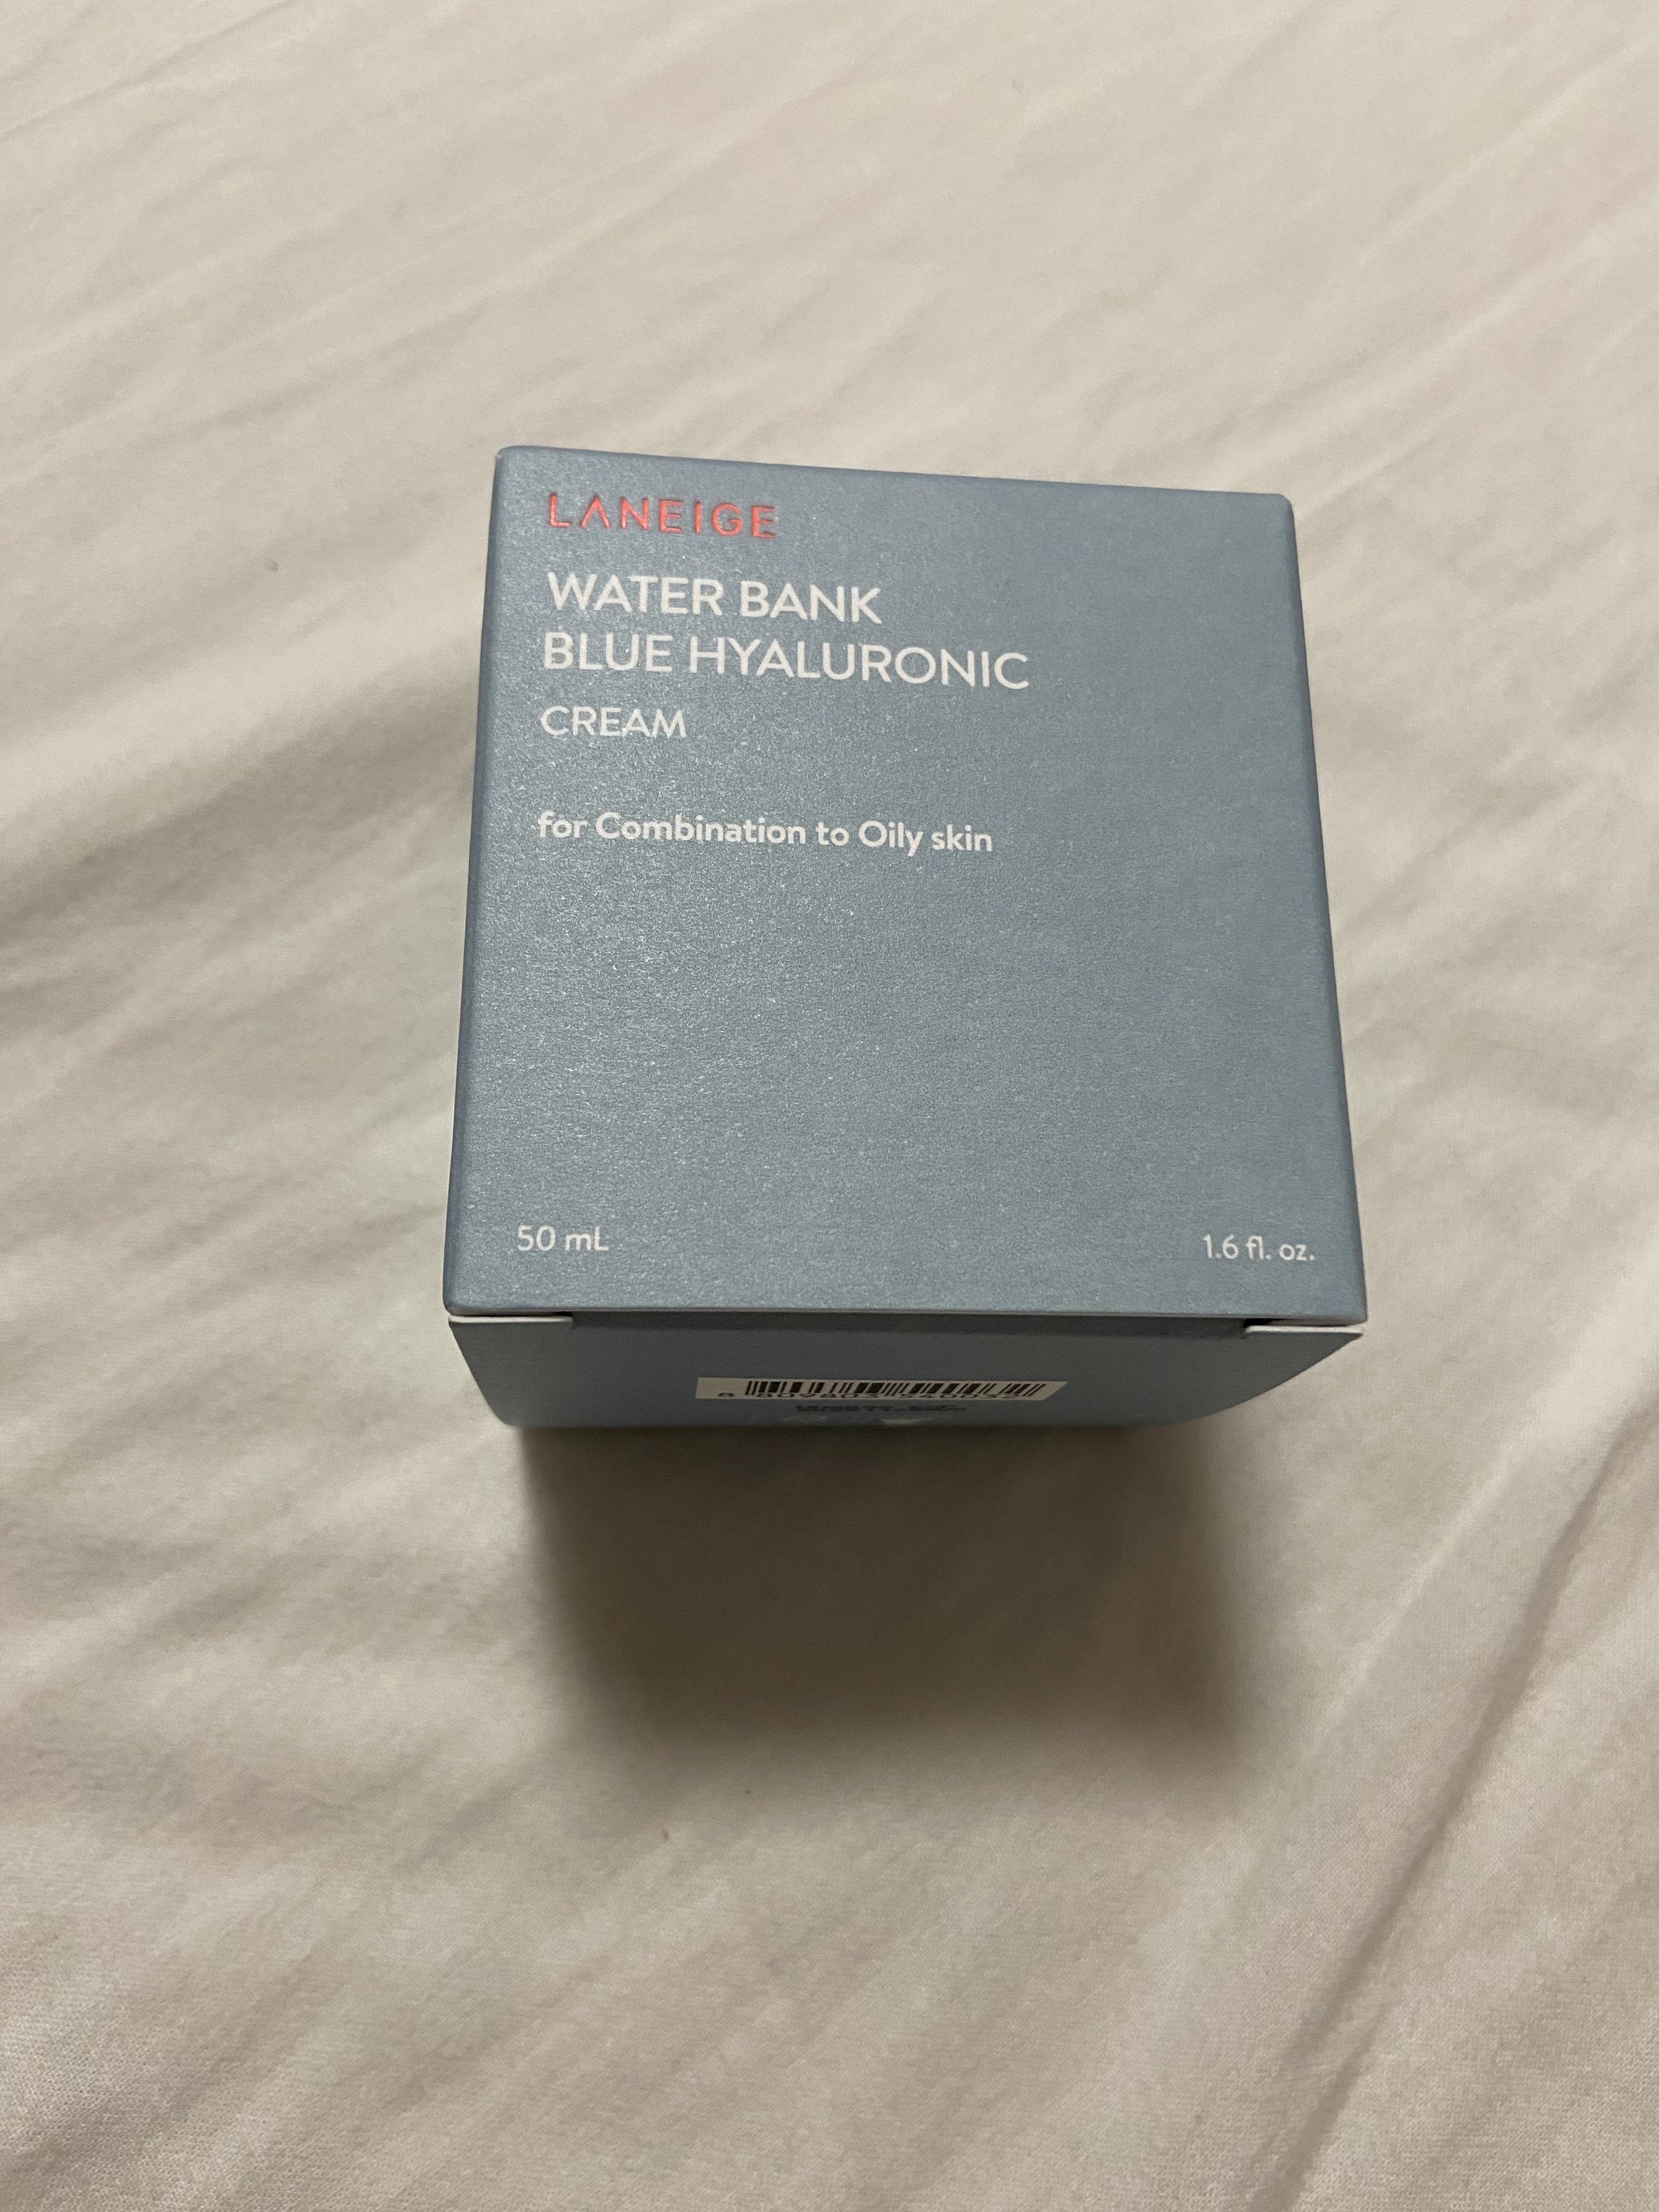 LANEIGE
WATER BANK
BLUE HYALURONIC
CREAM
for Combination to Oily skin
50 mL
1.6 fl. oz.